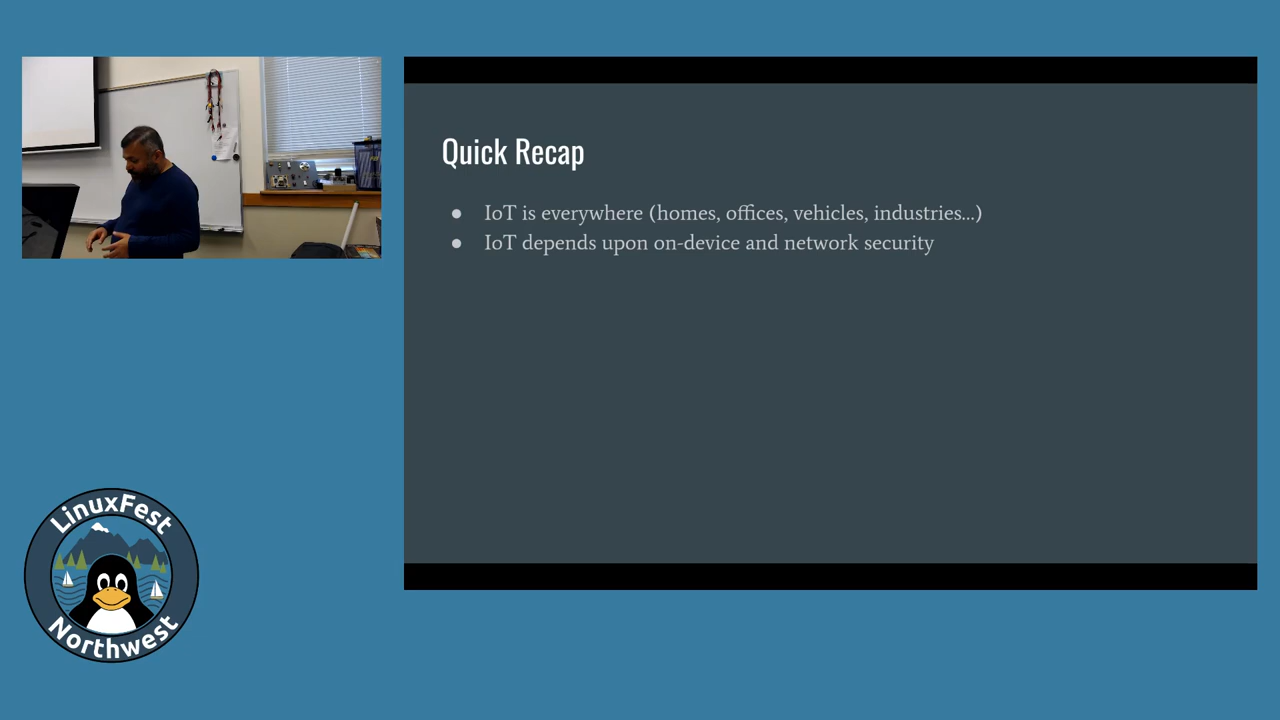 Quick Recap
● IoT is everywhere (homes, offices, vehicles, industries...)
● IoT depends upon on-device and network security
LinuxFest
Northwest